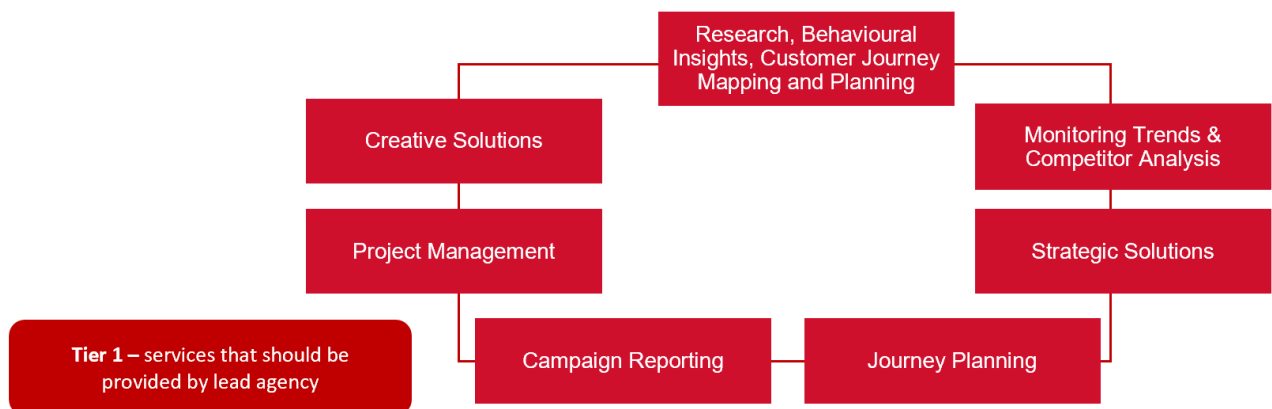 Research, Behavioural
Insights, Customer Journey
Mapping and Planning
Creative Solutions
Monitoring Trends &
Competitor Analysis
Project Management
Strategic Solutions
Tier 1 – services that should be
provided by lead agency
Campaign Reporting
Journey Planning